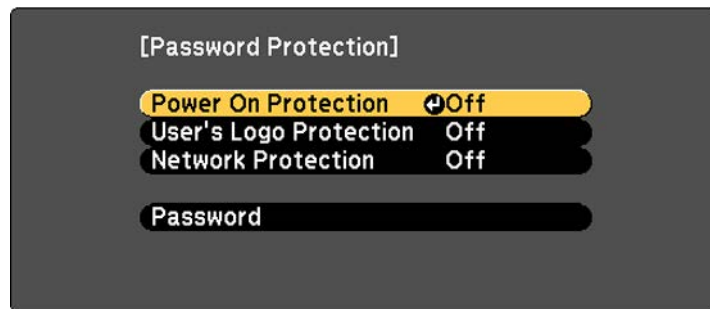 [Password Protection]
Power On Protection Off
User's Logo Protection Off
Network Protection Off
Password